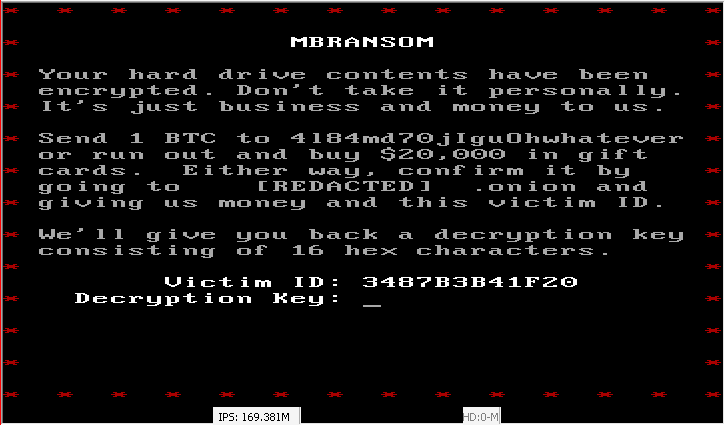 MBRANSOM
Your hard drive contents have been
encrypted. Don't take it personally.
It's just business and money to us.
Send 1 BTC to 4l84md70jIguOhwhatever
or run out and buy $20,000 in gift
cards.  Either way, confirm it by
going to    [REDACTED]  .onion and
giving us money and this victim ID.
We'll give you back a decryption key
consisting of 16 hex characters.
Victim ID: 3487B3B41F20
Decryption Key: _
IPS: 169.381M
HD:0-M